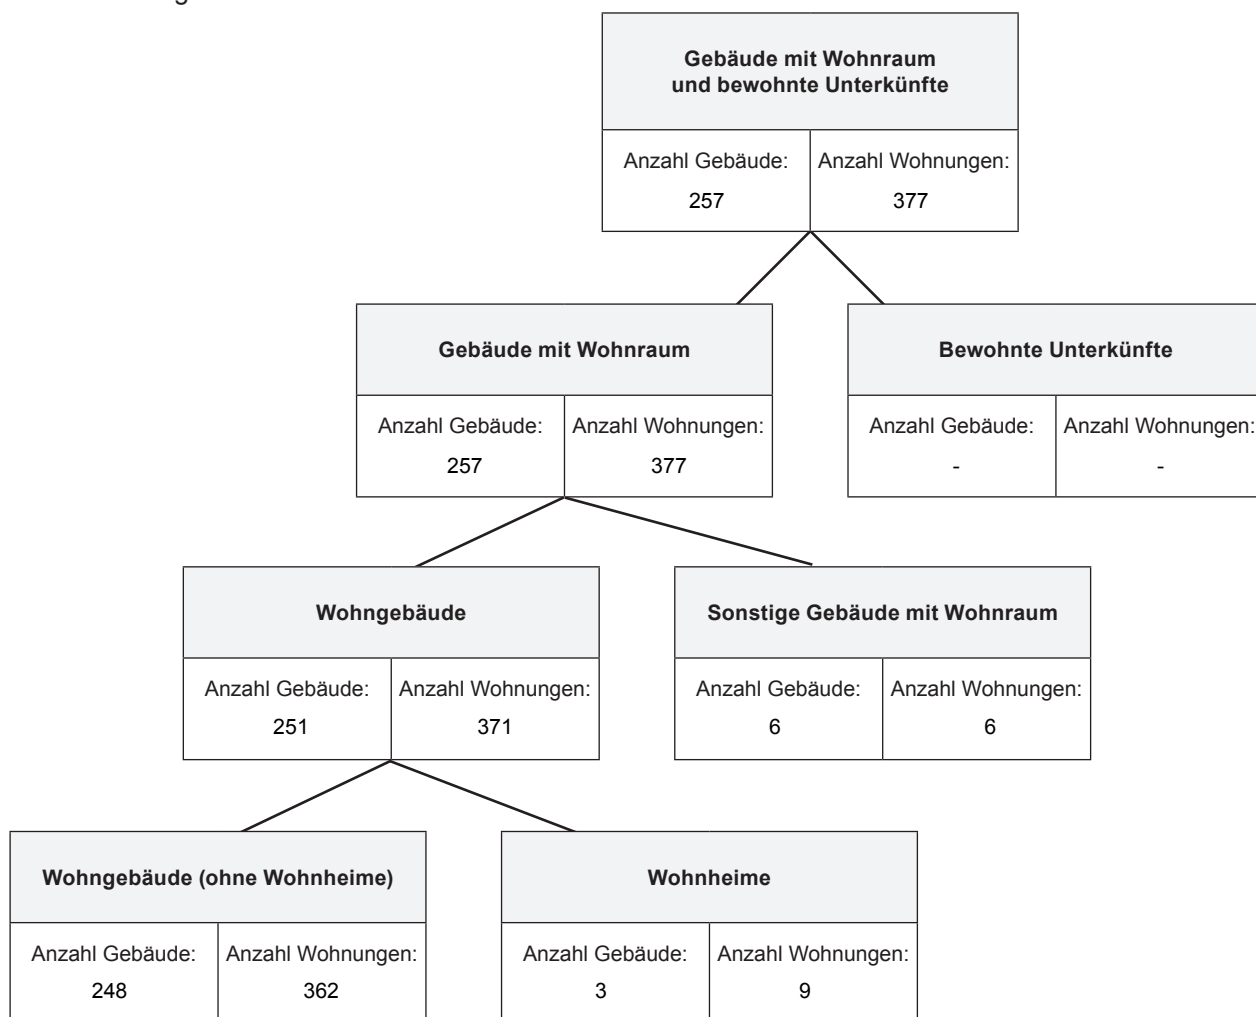 Gebäude mit Wohnraum
und bewohnte Unterkünfte
Anzahl Gebäude: Anzahl Wohnungen:
257 377
Gebäude mit Wohnraum Bewohnte Unterkünfte
Anzahl Gebäude: Anzahl Wohnungen: Anzahl Gebäude: Anzahl Wohnungen:
257 377 - -
Wohngebäude Sonstige Gebäude mit Wohnraum
Anzahl Gebäude: Anzahl Wohnungen: Anzahl Gebäude: Anzahl Wohnungen:
251 371 6 6
Wohngebäude (ohne Wohnheime) Wohnheime
Anzahl Gebäude: Anzahl Wohnungen: Anzahl Gebäude: Anzahl Wohnungen:
248 362 3 9